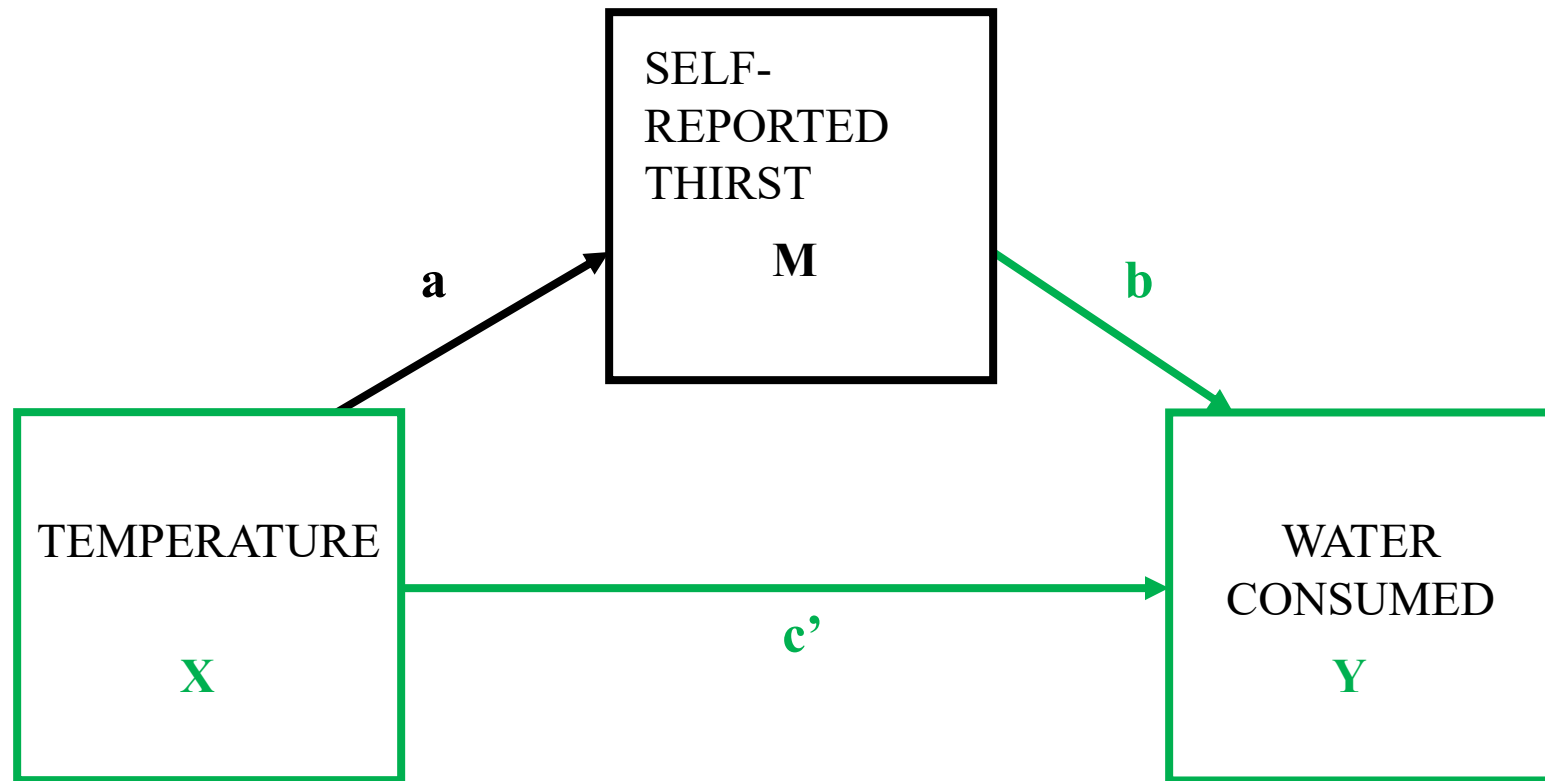 SELF-
REPORTED
THIRST
M
a
b
TEMPERATURE
X
c’
WATER
CONSUMED
Y